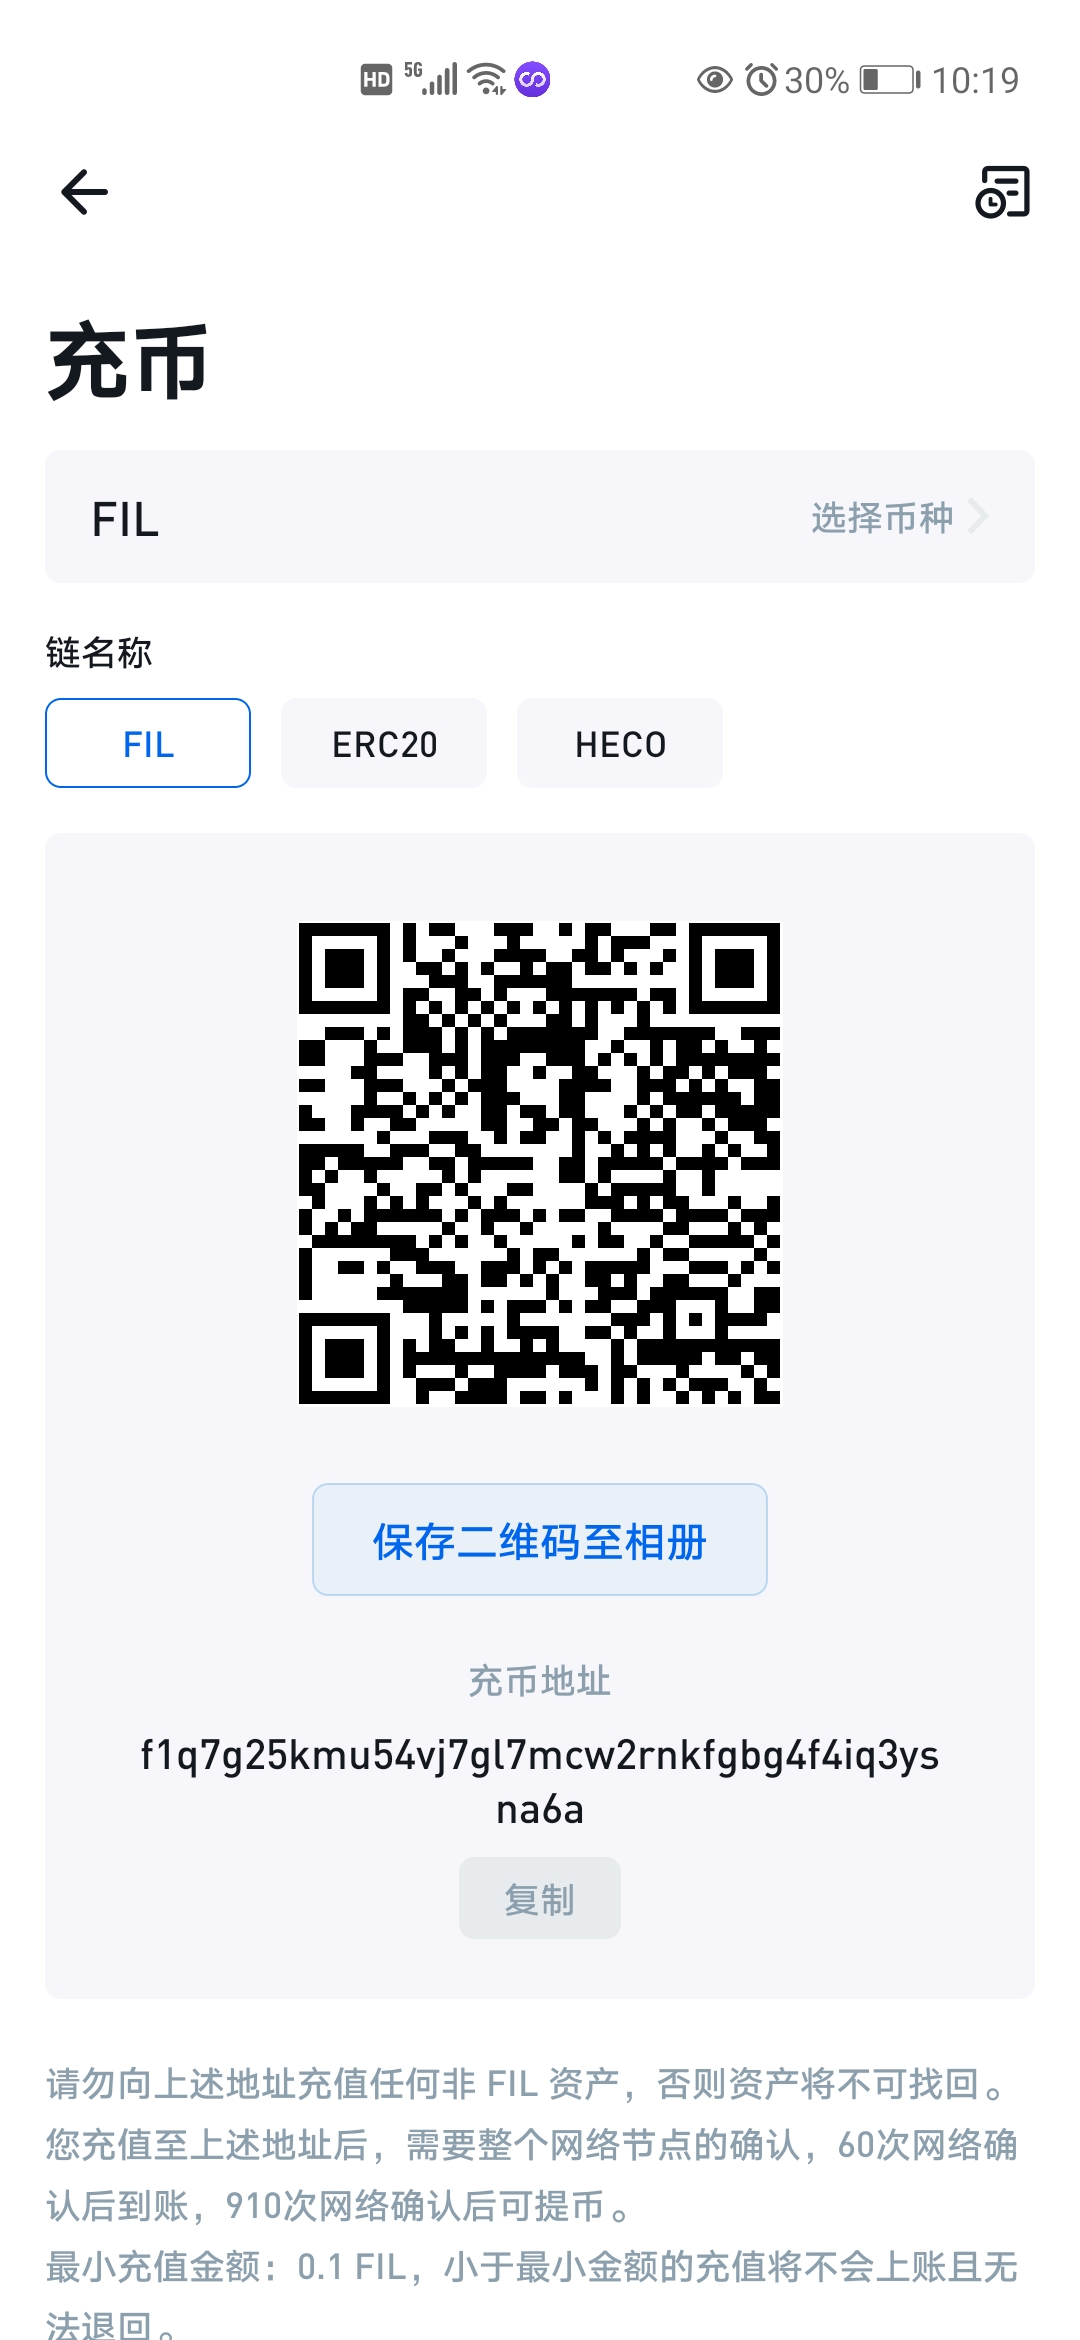 HD 5G 30% 10:19
充币
FIL 选择币种
链名称
FIL ERC20 HECO
保存二维码至相册
充币地址
f1q7g25kmu54vj7gl7mcw2rnkfgbg4f4iq3ys
na6a
复制
请勿向上述地址充值任何非 FIL 资产，否则资产将不可找回。
您充值至上述地址后，需要整个网络节点的确认，60次网络确
认后到账，910次网络确认后可提币。
最小充值金额：0.1 FIL，小于最小金额的充值将不会上账且无
法退回。